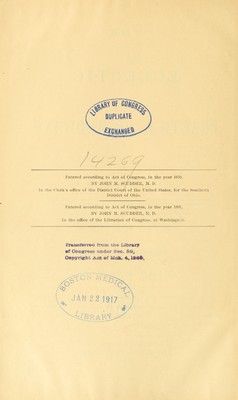 LIBRARY OF CONGRESS
DUPLICATE
EXCHANGED
14269
Entered according to Act of Congress, in the year
BY JOHN M. SCUDDER, M. D.
In the Clerk's office of the District Court of the United States, for the Southern
District of Ohio.
Entered according to Act of Congress, in the year
BY JOHN M. SCUDDER, M. D.
In the office of the Librarian of Congress, at Washington.
Transferred from the Library
of Congress under Sec. 59,
Copyright Act of Mch. 4, 1909,
BOSTON MEDICAL
JAN 22 1917
LIBRARY